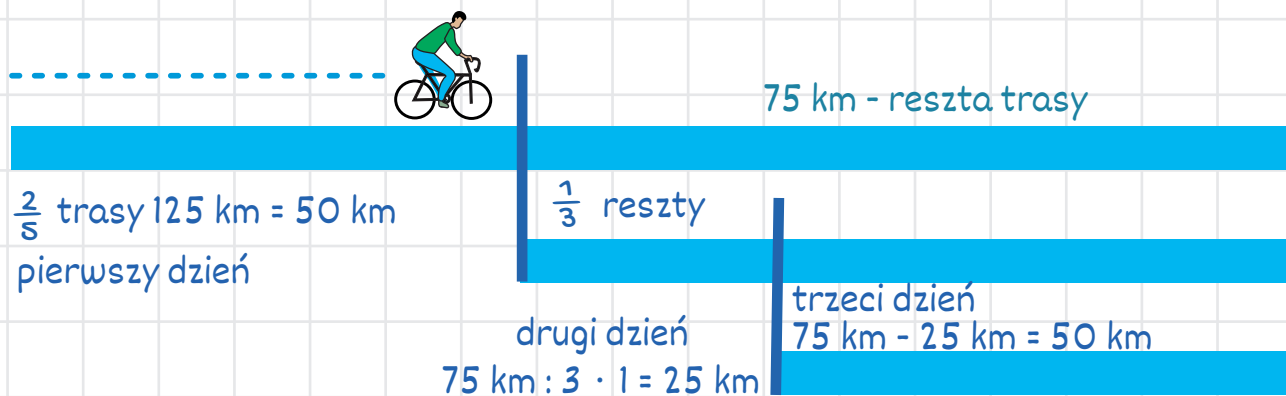 75 km - reszta trasy
2/5 trasy 125 km = 50 km
pierwszy dzień
1/3 reszty
drugi dzień
75 km : 3 · 1 = 25 km
trzeci dzień
75 km - 25 km = 50 km